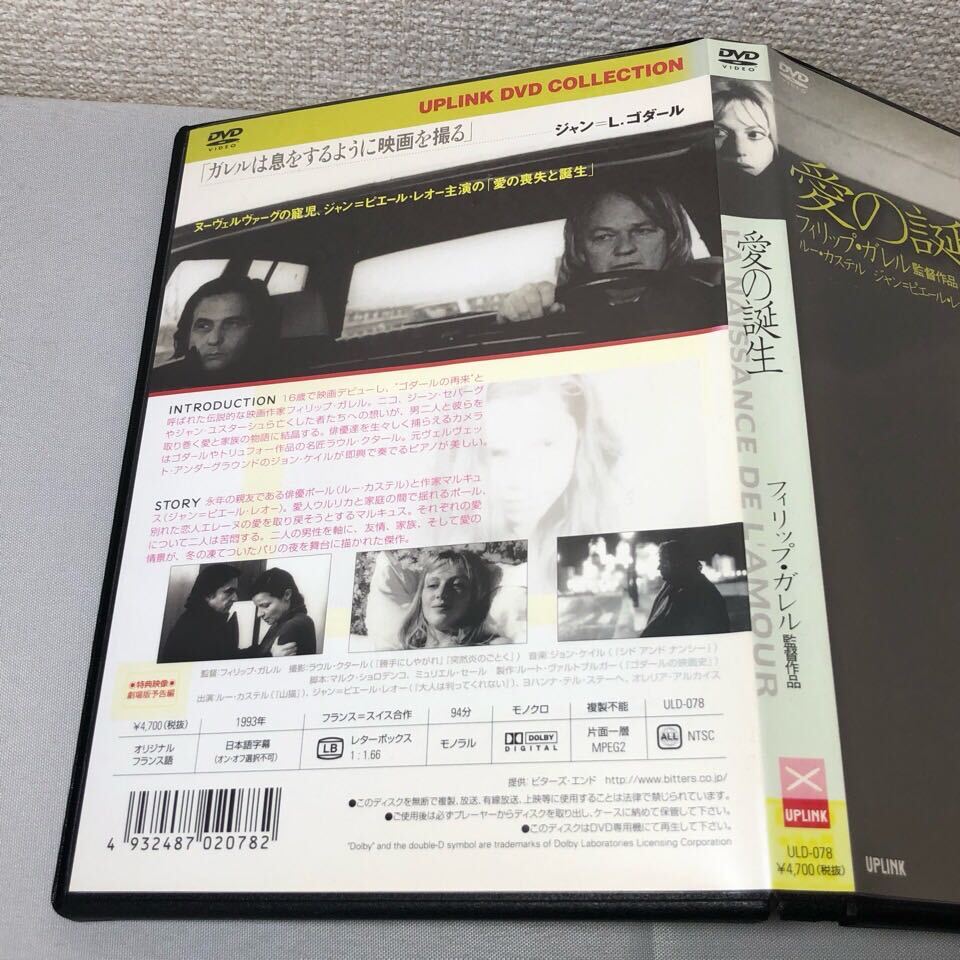 UPLINK DVD COLLECTION
DVD
VIDEO
「ガレルは息をするように映画を撮る」
ジャン＝L.ゴダール
ヌーヴェルヴァーグの寵児、ジャン＝ピエール・レオー主演の「愛の喪失と誕生」
INTRODUCTION 16歳で映画デビューし、“ゴダールの再来”と
呼ばれた伝説的な映画作家フィリップ・ガレル。ニコ、ジーン・セバーグ
やジャン・ユスターシュら亡くした者たちへの想いが、男二人と彼らを
取り巻く愛と家族の物語に結晶する。俳優達を生々しく捕らえるカメラ
はゴダールやトリュフォー作品の名匠ラウル・クタール。元ヴェルヴェッ
ト・アンダーグラウンドのジョン・ケイルが即興で奏でるピアノが美しい。
STORY 永年の親友である俳優ポール（ルー・カステル）と作家マルキュ
ス（ジャン＝ピエール・レオー）。愛人ウルリカと家庭の間で揺れるポール、
別れた恋人エレーヌの愛を取り戻そうとするマルキュス。それぞれの愛
について二人は苦悶する。二人の男性を軸に、友情、家族、そして愛の
情景が、冬の凍てついたパリの夜を舞台に描かれた傑作。
監督：フィリップ・ガレル 撮影：ラウル・クタール（『勝手にしやがれ』『突然炎のごとく』） 音楽：ジョン・ケイル（『シド アンド ナンシー』）
脚本：マルク・ショロデンコ、ミュリエル・セール 製作：ルート・ヴァルトブルガー（『ゴダールの映画史』）
出演：ルー・カステル（『山猫』）、ジャン＝ピエール・レオー（『大人は判ってくれない』）、ヨハンナ・テル・ステーヘ、オレリア・アルカイス
●特典映像●
劇場版予告編
¥4,700（税抜） 1993年 フランス＝スイス合作 94分 モノクロ 複製不能 ULD-078
オリジナル
フランス語
日本語字幕
（オン・オフ選択不可）
LB レターボックス
1：1.66
モノラル
DOLBY
DIGITAL
片面一層
MPEG2
ALL NTSC
提供：ビターズ・エンド http://www.bitters.co.jp/
●このディスクを無断で複製、放送、有線放送、上映等に使用することは法律で禁じられています。
●ご使用後は必ずプレーヤーからディスクを取り出し、ケースに納めて保管して下さい。
●このディスクはDVD専用機にて再生して下さい。
"Dolby" and the double-D symbol are trademarks of Dolby Laboratories Licensing Corporation
4 932487 020782
DVD
VIDEO
愛の誕生
LA NAISSANCE DE L'AMOUR
フィリップ・ガレル監督作品
UPLINK
ULD-078
¥4,700（税抜）
DVD
VIDEO
愛の誕
フィリップ・ガレル監督作品
ルー・カステル ジャン＝ピエール・レ
UPLINK